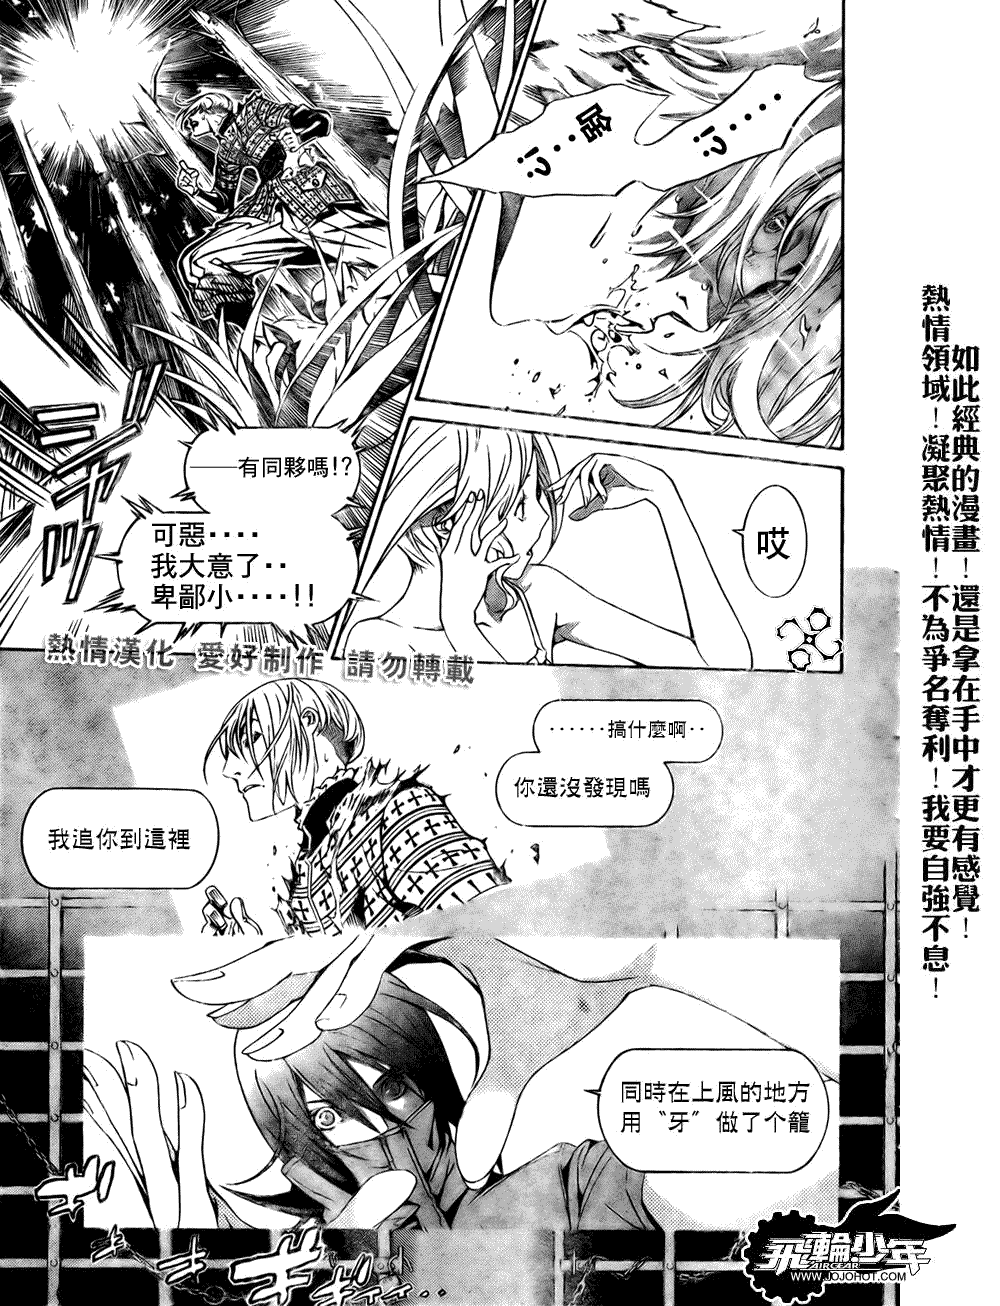 ····?!
啥··?!
哎
——有同夥嗎!?
可惡····
我大意了··
卑鄙小····!!
熱情漢化 愛好制作 請勿轉載
······搞什麼啊··
你還沒發現嗎
我追你到這裡
同時在上風的地方
用〝牙〞做了个籠
如此經典的漫畫！還是拿在手中才更有感覺！
熱情領域！凝聚熱情！不為爭名奪利！我要自強不息！
飛輪少年
AIRGEAR
WWW.JOJOHOT.COM